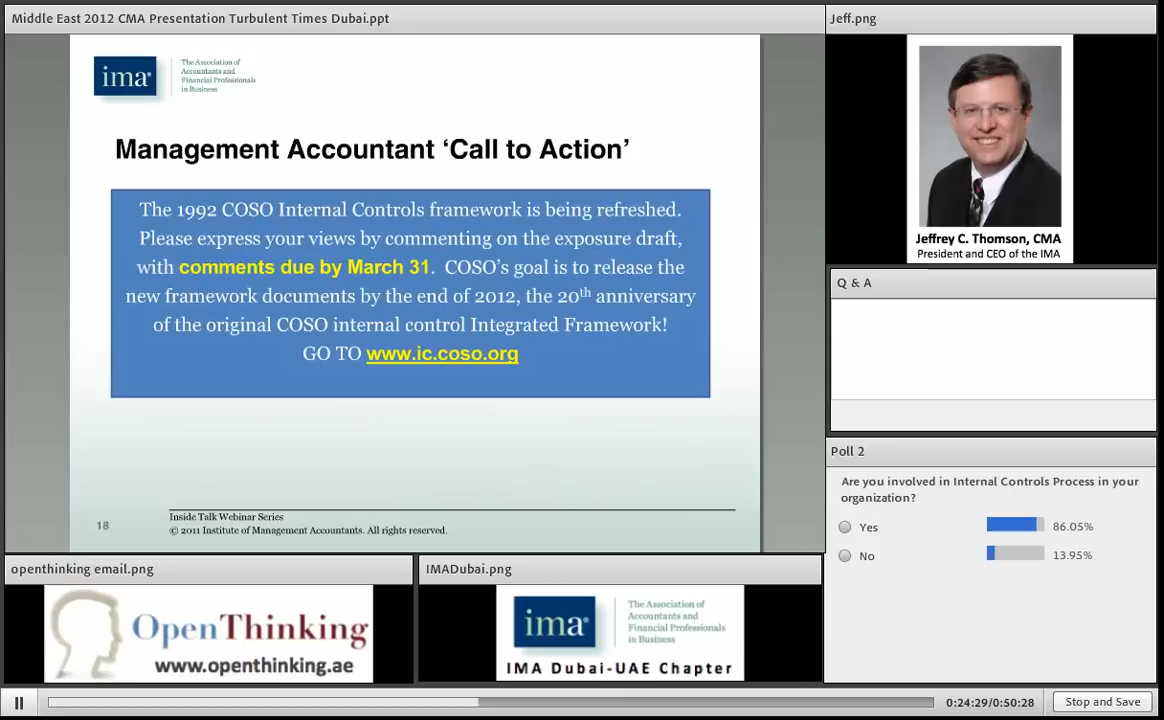 Middle East 2012 CMA Presentation Turbulent Times Dubai.ppt
ima®
The Association of
Accountants and
Financial Professionals
in Business
Management Accountant ‘Call to Action’
The 1992 COSO Internal Controls framework is being refreshed.
Please express your views by commenting on the exposure draft,
with comments due by March 31. COSO’s goal is to release the
new framework documents by the end of 2012, the 20th anniversary
of the original COSO internal control Integrated Framework!
GO TO www.ic.coso.org
18
Inside Talk Webinar Series
© 2011 Institute of Management Accountants. All rights reserved.
Jeff.png
Jeffrey C. Thomson, CMA
President and CEO of the IMA
Q & A
Poll 2
Are you involved in Internal Controls Process in your
organization?
Yes 86.05%
No 13.95%
openthinking email.png
OpenThinking
www.openthinking.ae
IMADubai.png
ima®
The Association of
Accountants and
Financial Professionals
in Business
IMA Dubai-UAE Chapter
0:24:29/0:50:28
Stop and Save